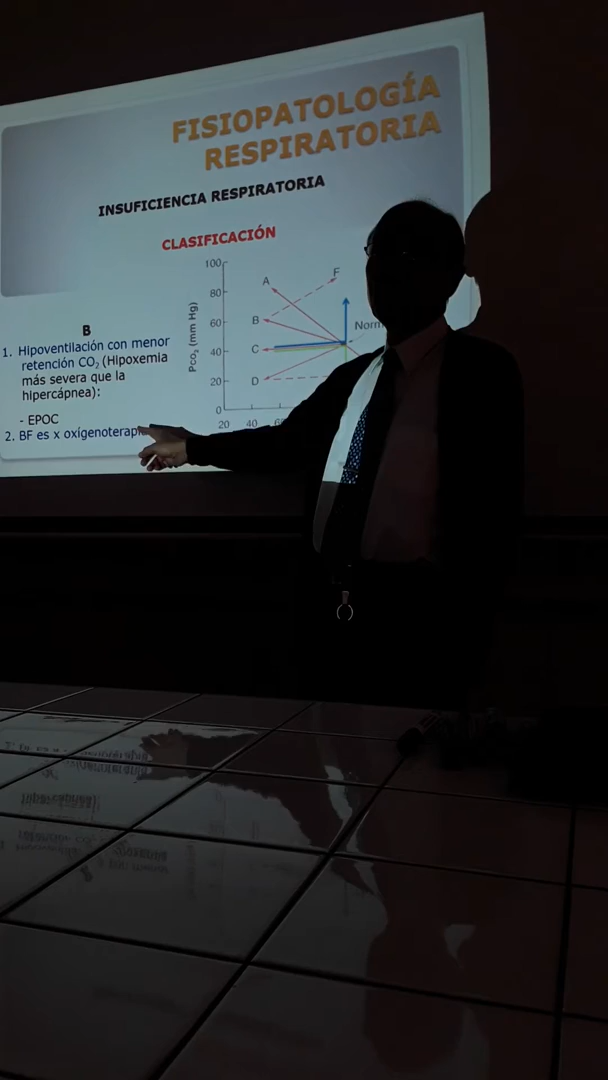 FISIOPATOLOGÍA
RESPIRATORIA
INSUFICIENCIA RESPIRATORIA
CLASIFICACIÓN
B
1. Hipoventilación con menor
retención CO₂ (Hipoxemia
más severa que la
hipercápnea):
- EPOC
2. BF es x oxígenoterapi
Pco₂ (mm Hg)
100
80
60
40
20
0
20 40
A
F
B
Norm
C
D